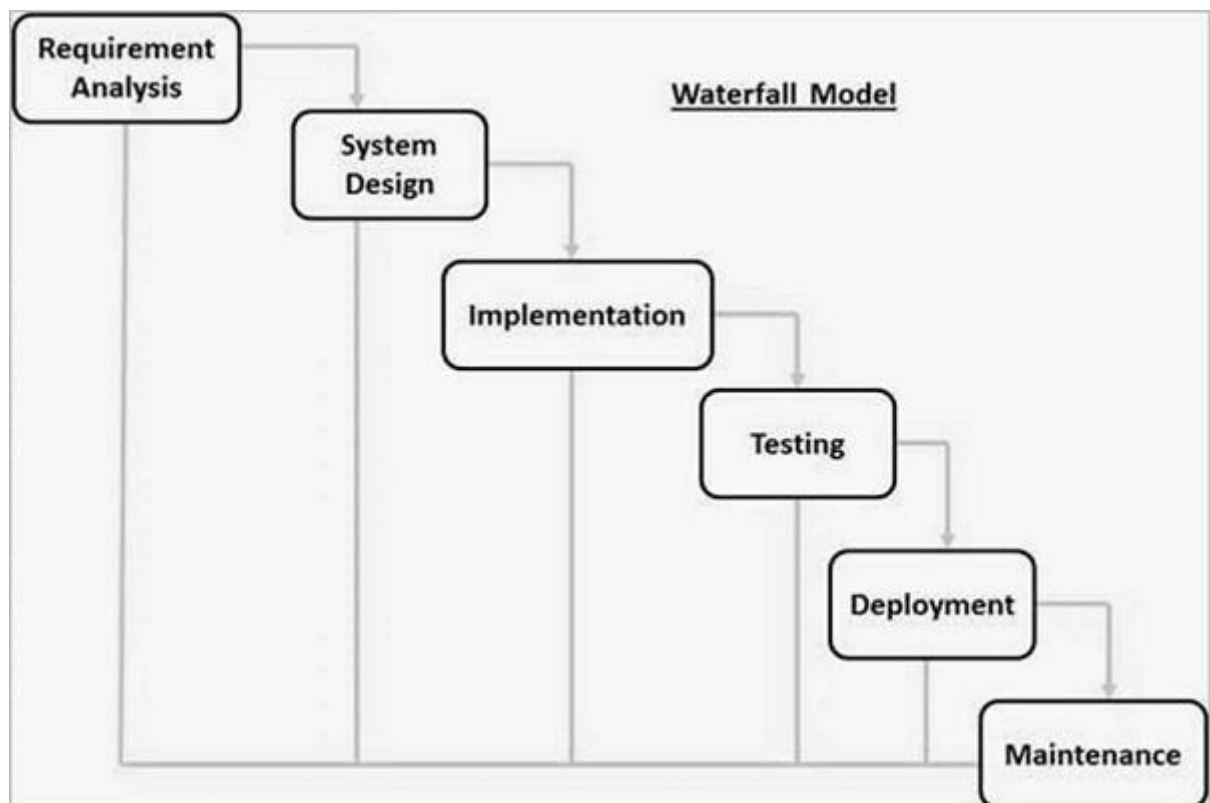 Requirement
Analysis
Waterfall Model
System
Design
Implementation
Testing
Deployment
Maintenance